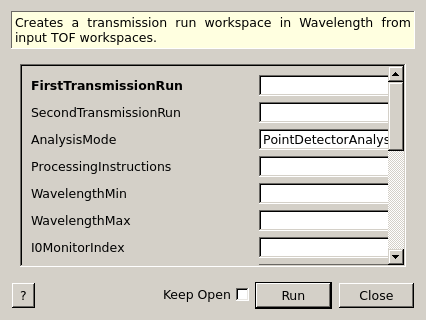 Creates a transmission run workspace in Wavelength from
input TOF workspaces.
FirstTransmissionRun
SecondTransmissionRun
AnalysisMode PointDetectorAnalys
ProcessingInstructions
WavelengthMin
WavelengthMax
I0MonitorIndex
? Keep Open Run Close